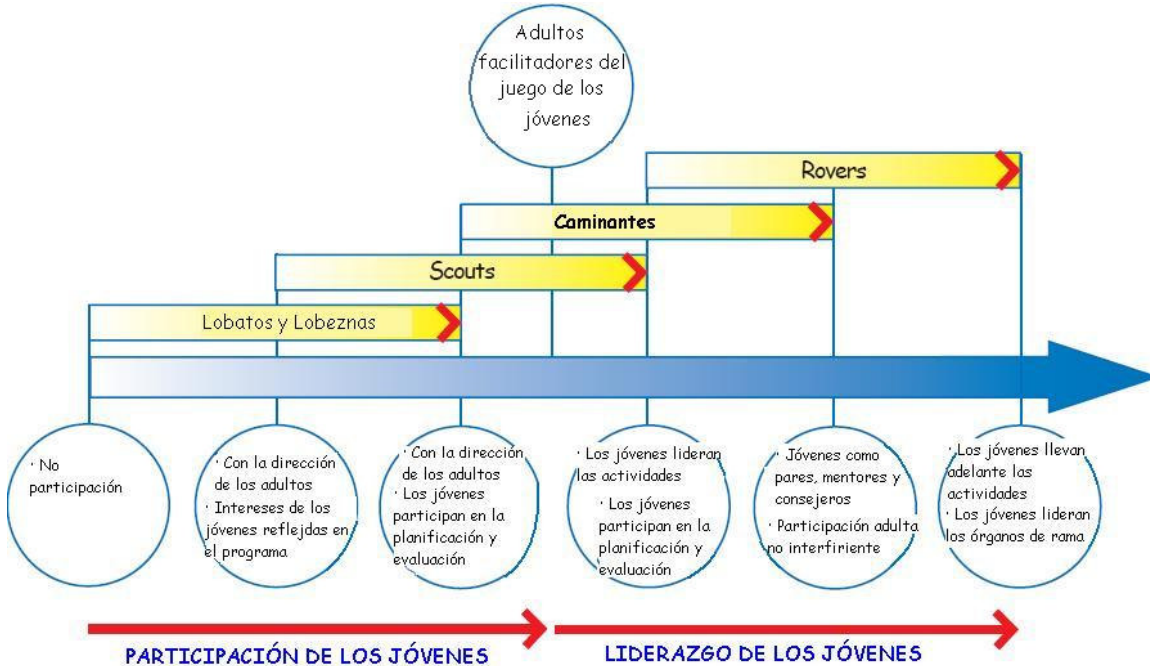 Adultos
facilitadores del
juego de los
jóvenes
Rovers
Caminantes
Scouts
Lobatos y Lobeznas
· No
participación
· Con la dirección
de los adultos
· Intereses de los
jóvenes reflejdas en
el programa
· Con la dirección
de los adultos
· Los jóvenes
participan en la
planificación y
evaluación
· Los jóvenes lideran
las actividades
· Los jóvenes
participan en la
planificación y
evaluación
· Jóvenes como
pares, mentores y
consejeros
· Participación adulta
no interfiriente
· Los jóvenes llevan
adelante las
actividades
· Los jóvenes lideran
los órganos de rama
PARTICIPACIÓN DE LOS JÓVENES
LIDERAZGO DE LOS JÓVENES